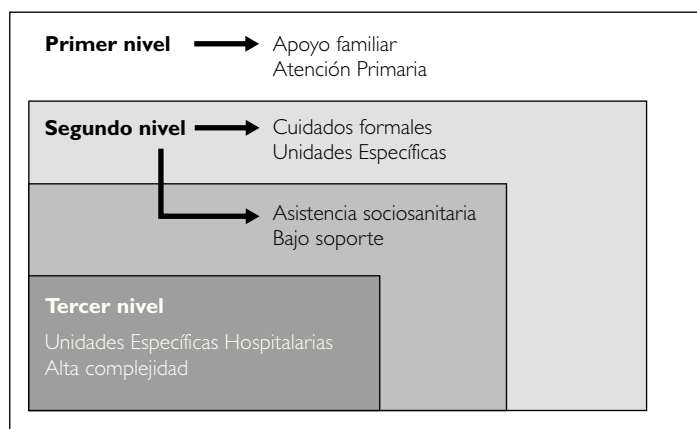 Primer nivel Apoyo familiar
Atención Primaria
Segundo nivel Cuidados formales
Unidades Específicas
Asistencia sociosanitaria
Bajo soporte
Tercer nivel
Unidades Específicas Hospitalarias
Alta complejidad